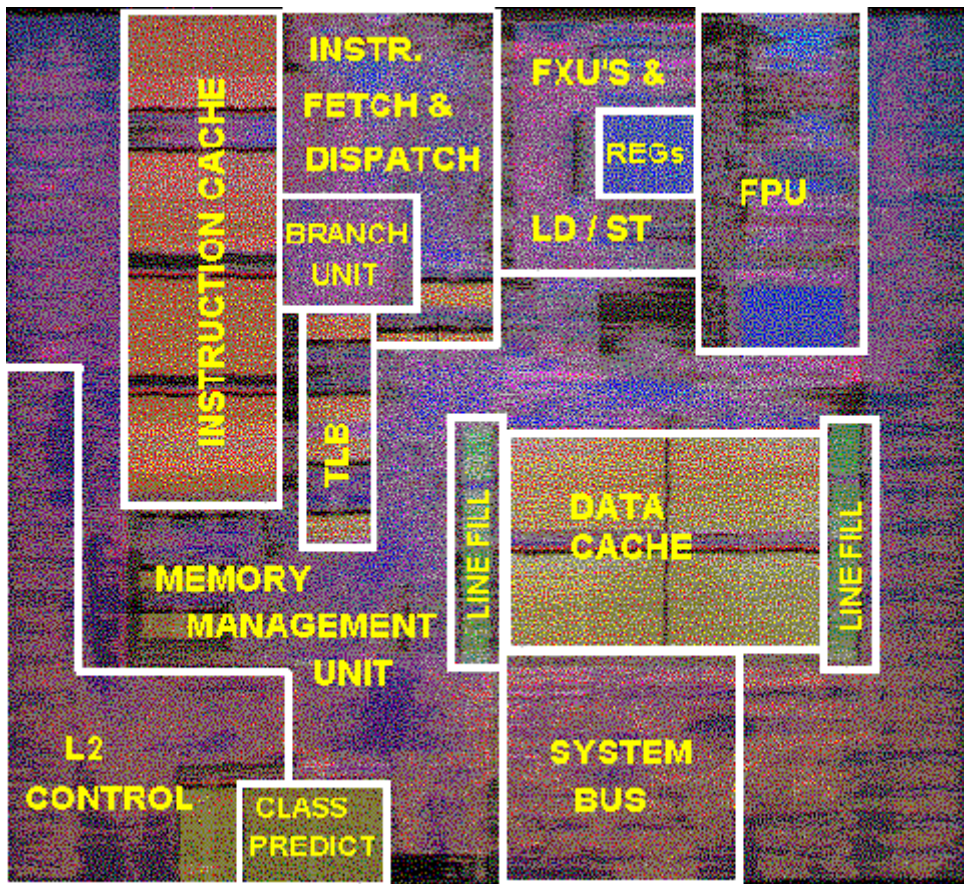 INSTRUCTION CACHE
INSTR.
FETCH &
DISPATCH
BRANCH
UNIT
FXU'S &
REGs
LD / ST
FPU
TLB
LINE FILL
DATA
CACHE
LINE FILL
MEMORY
MANAGEMENT
UNIT
L2
CONTROL
CLASS
PREDICT
SYSTEM
BUS